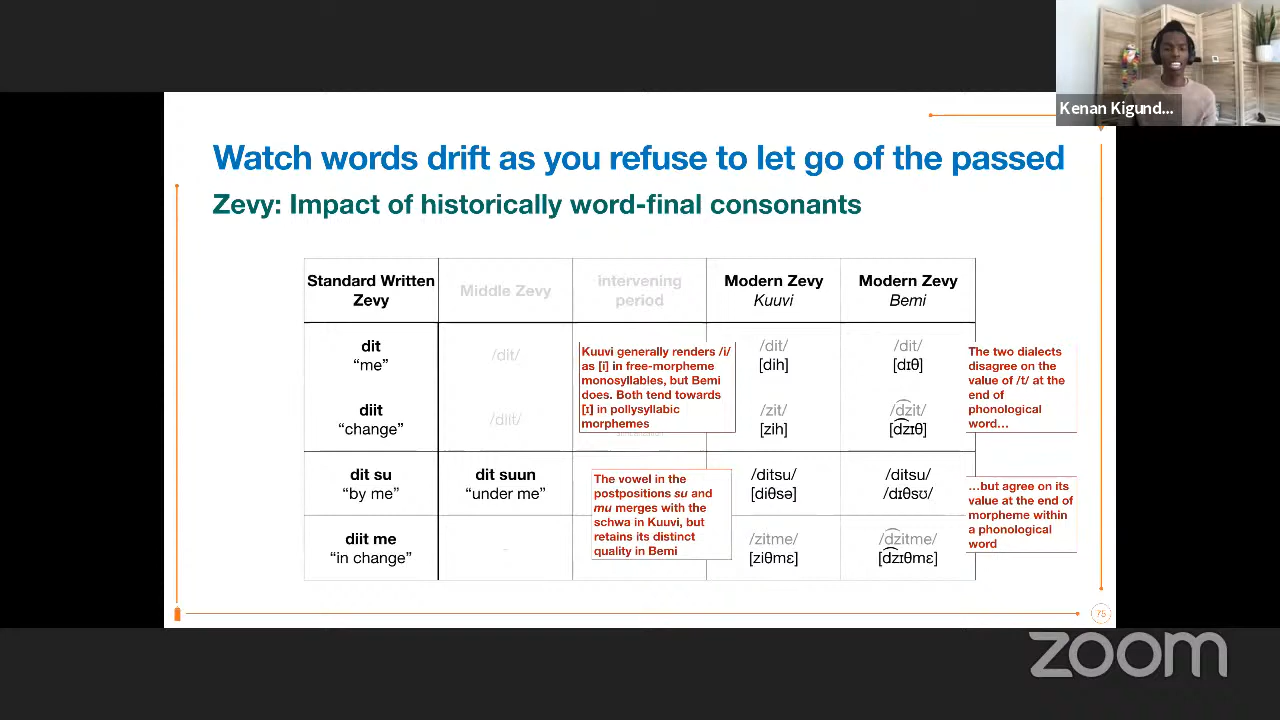 Kenan Kigund...
Watch words drift as you refuse to let go of the passed
Zevy: Impact of historically word-final consonants
Standard Written
Zevy
Middle Zevy
Intervening
period
Modern Zevy
Kuuvi
Modern Zevy
Bemi
dit
"me"
/dit/
Kuuvi generally renders /i/
as [i] in free-morpheme
monosyllables, but Bemi
does. Both tend towards
[ɪ] in pollysyllabic
morphemes
/dit/
[dih]
/dit/
[dɪθ]
The two dialects
disagree on the
value of /t/ at the
end of
phonological
word…
diit
"change"
/diit/
/zit/
[zih]
/d͡zit/
[d͡zɪθ]
dit su
"by me"
dit suun
"under me"
The vowel in the
postpositions su and
mu merges with the
schwa in Kuuvi, but
retains its distinct
quality in Bemi
/ditsu/
[diθsə]
/ditsu/
/dɪθsʊ/
…but agree on its
value at the end of
morpheme within
a phonological
word
diit me
"in change"
-
/zitme/
[ziθmɛ]
/d͡zitme/
[d͡zɪθmɛ]
75
zoom